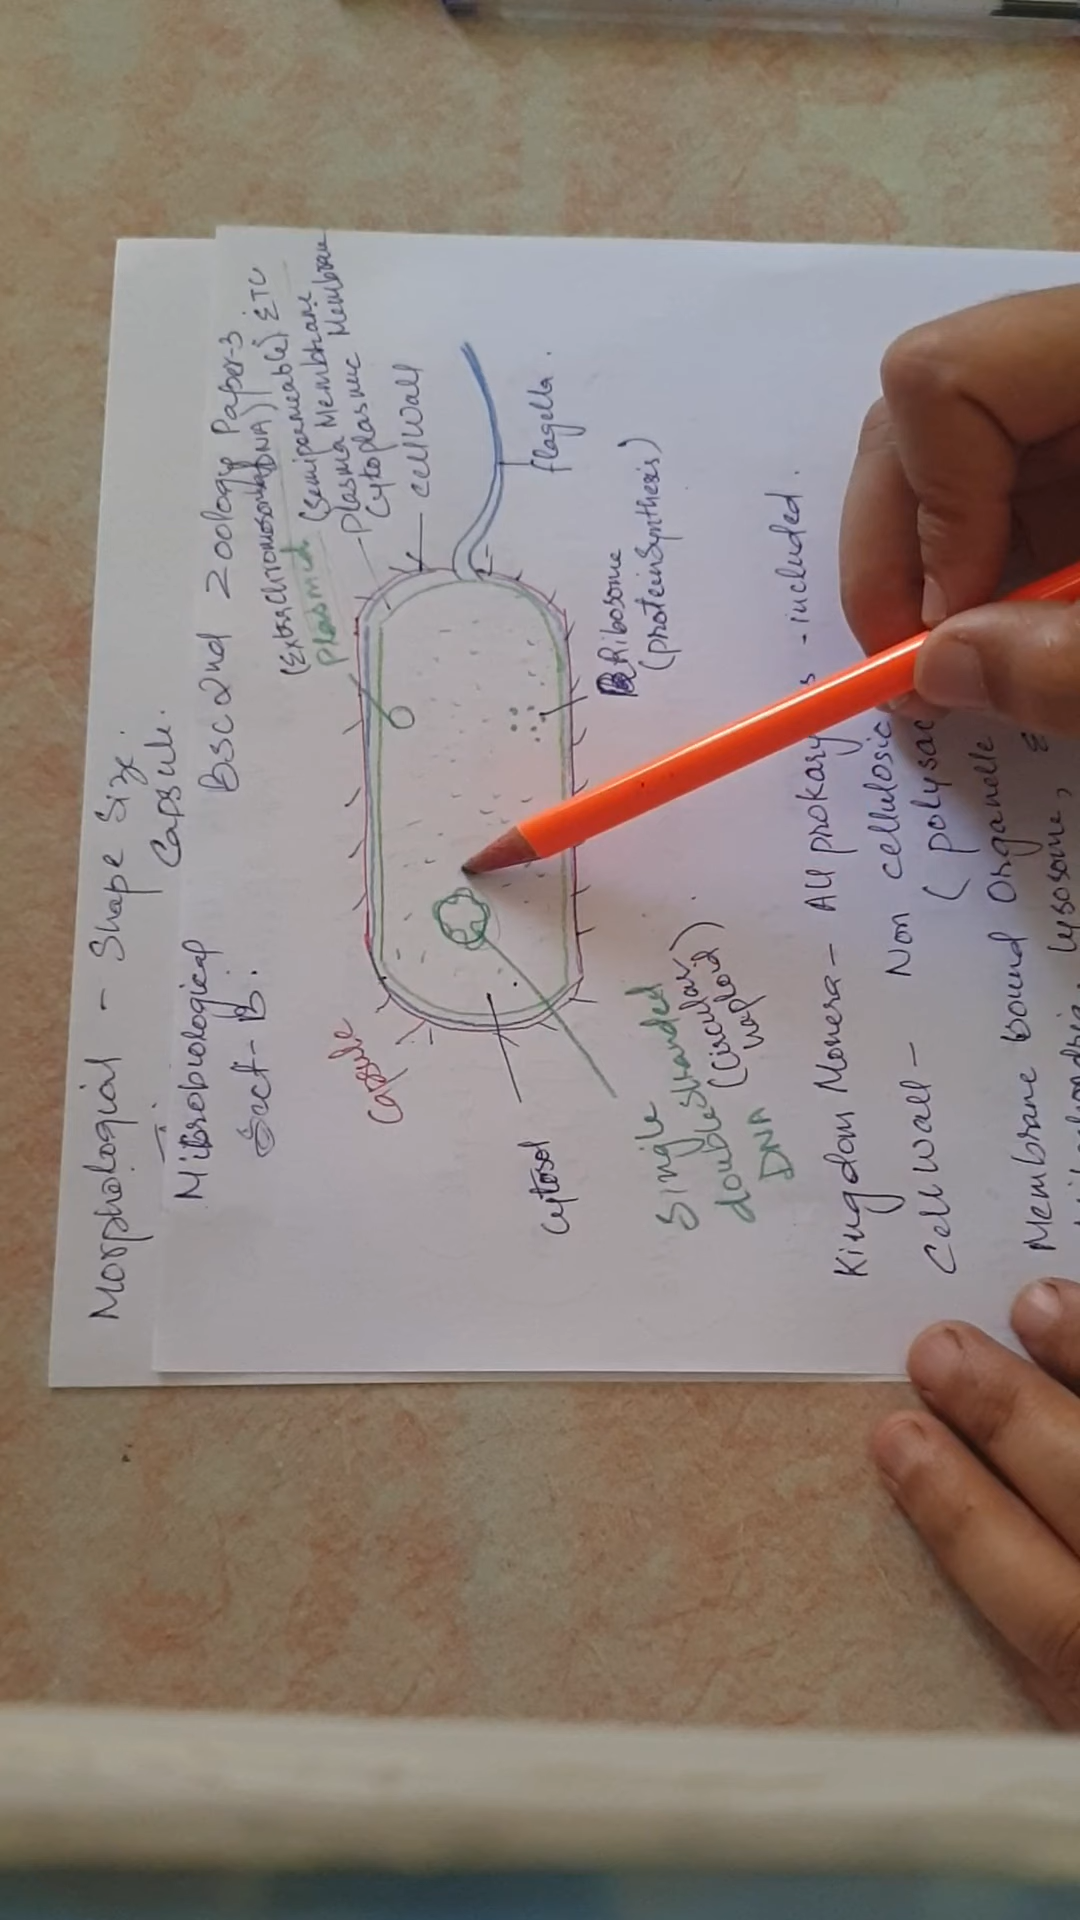 Morphological - Shape Size
Capsule.
Microbiological BSc 2nd Zoology Paper-3
Sect - B.
(Extrachromosomal DNA)
Plasmid
(Semipermeable) ETC
Plasma Membrane
Cytoplasmic Membrane
cell wall
Capsule
flagella.
Ribosome
(protein synthesis)
Cytosol
Single
double stranded
(Circular)
haploid
DNA
Kingdom Monera - All prokary s - included.
Cell wall - Non cellulosic
( polysac
Membrane bound Organelle
lysosome,